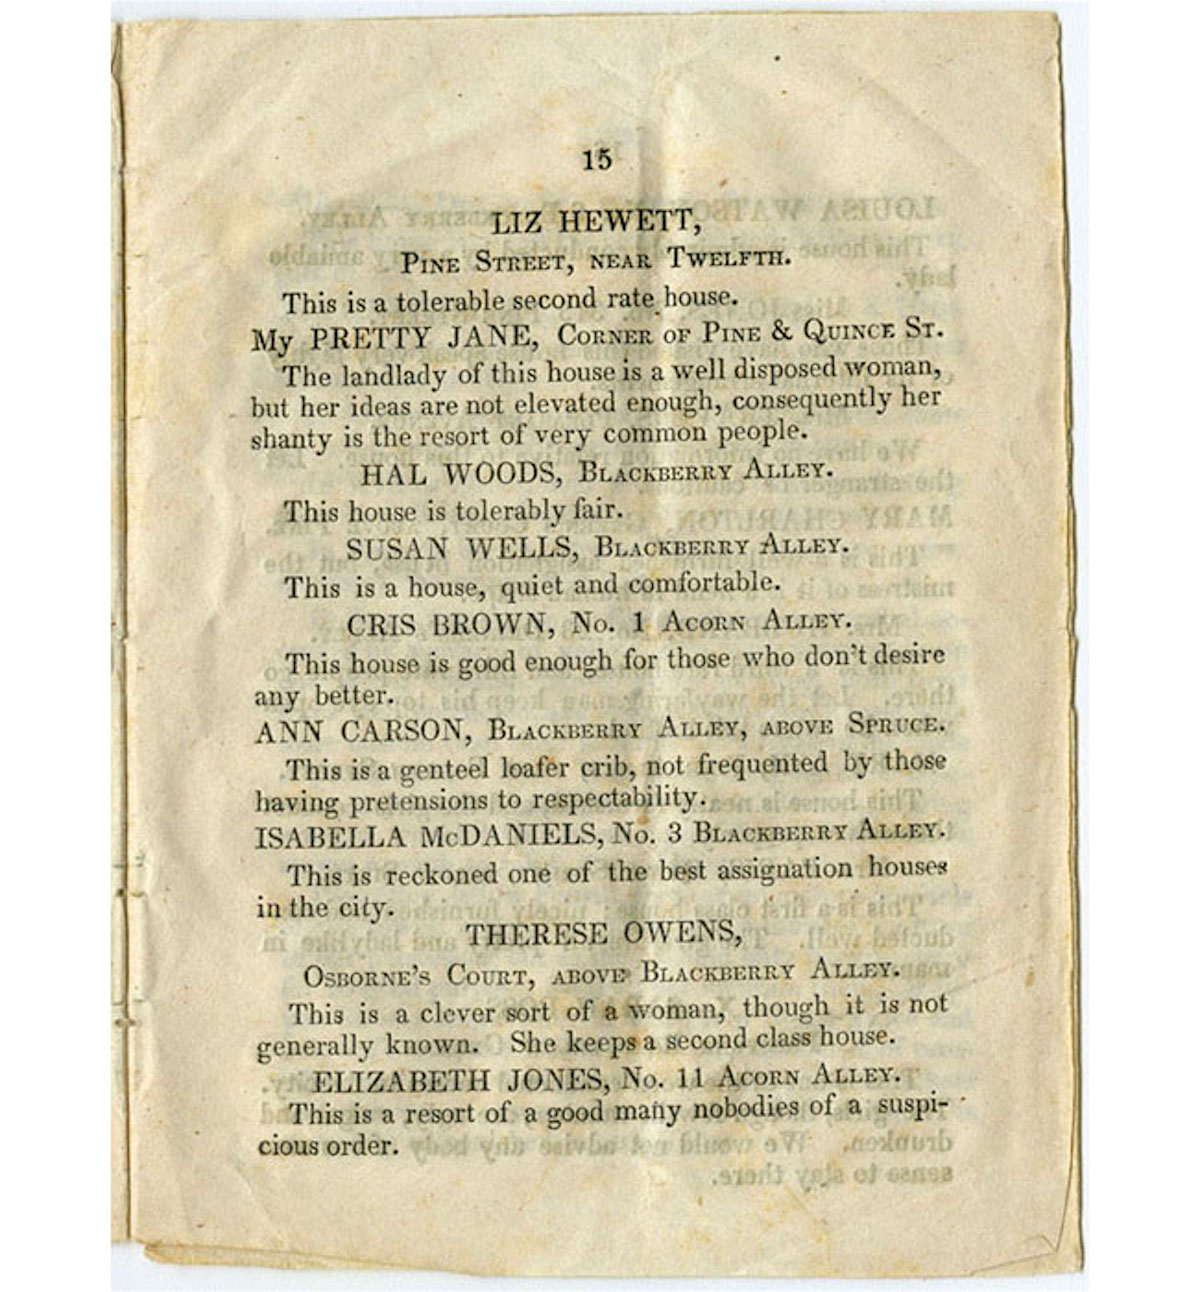 15
LIZ HEWETT,
PINE STREET, NEAR TWELFTH.
This is a tolerable second rate house.
My PRETTY JANE, CORNER OF PINE & QUINCE ST.
The landlady of this house is a well disposed woman,
but her ideas are not elevated enough, consequently her
shanty is the resort of very common people.
HAL WOODS, BLACKBERRY ALLEY.
This house is tolerably fair.
SUSAN WELLS, BLACKBERRY ALLEY.
This is a house, quiet and comfortable.
CRIS BROWN, No. 1 ACORN ALLEY.
This house is good enough for those who don't desire
any better.
ANN CARSON, BLACKBERRY ALLEY, ABOVE SPRUCE.
This is a genteel loafer crib, not frequented by those
having pretensions to respectability.
ISABELLA McDANIELS, No. 3 BLACKBERRY ALLEY.
This is reckoned one of the best assignation houses
in the city.
THERESE OWENS,
OSBORNE'S COURT, ABOVE BLACKBERRY ALLEY.
This is a clever sort of a woman, though it is not
generally known. She keeps a second class house.
ELIZABETH JONES, No. 11 ACORN ALLEY.
This is a resort of a good many nobodies of a suspi-
cious order.